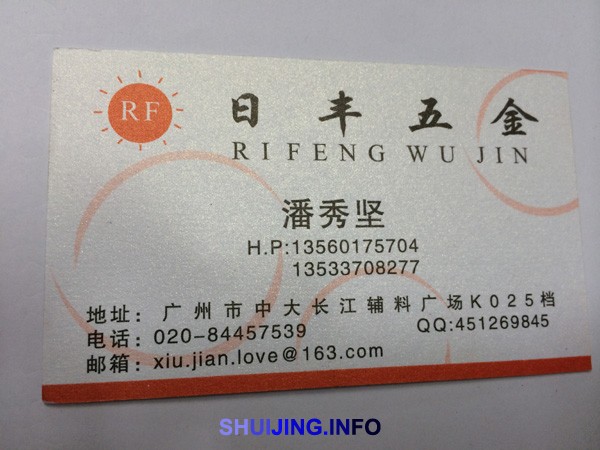 RF
日丰五金
RI FENG WU JIN
潘秀坚
H.P:13560175704
13533708277
地址：广州市中大长江辅料广场K025档
电话：020-84457539 QQ:451269845
邮箱：xiu.jian.love@163.com
SHUIJING.INFO